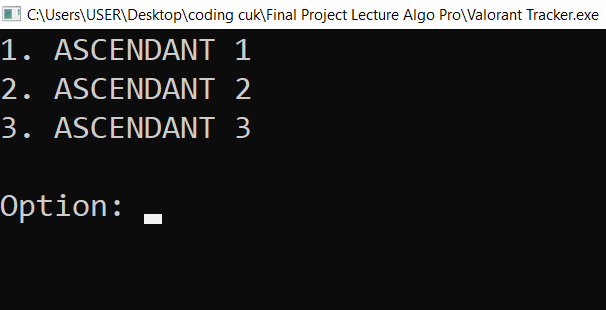 C:\Users\USER\Desktop\coding cuk\Final Project Lecture Algo Pro\Valorant Tracker.exe
1. ASCENDANT 1
2. ASCENDANT 2
3. ASCENDANT 3
Option: